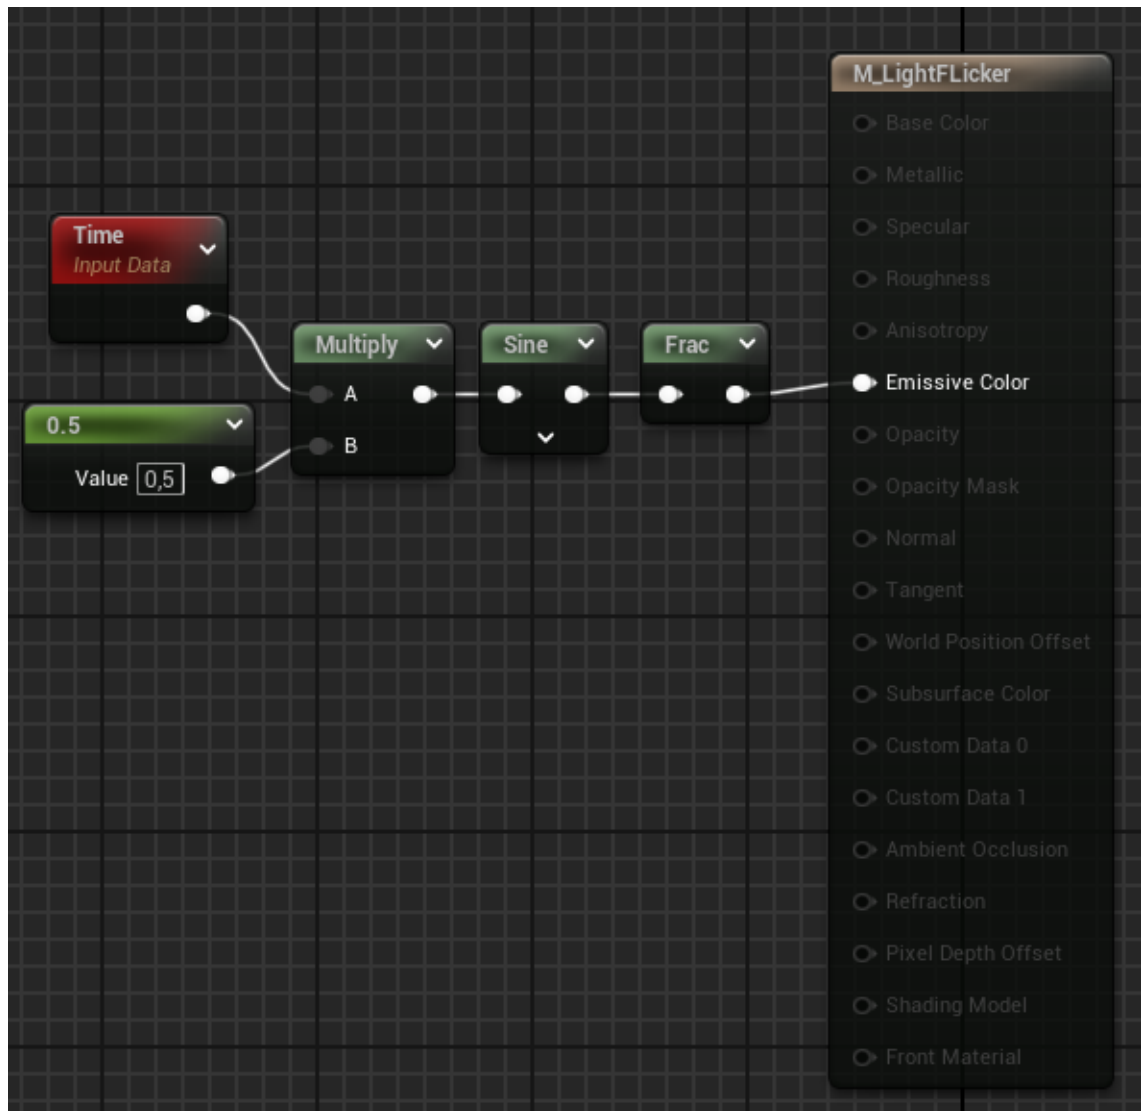 Time
Input Data
0.5
Value 0,5
Multiply
A
B
Sine
Frac
M_LightFLicker
Base Color
Metallic
Specular
Roughness
Anisotropy
Emissive Color
Opacity
Opacity Mask
Normal
Tangent
World Position Offset
Subsurface Color
Custom Data 0
Custom Data 1
Ambient Occlusion
Refraction
Pixel Depth Offset
Shading Model
Front Material